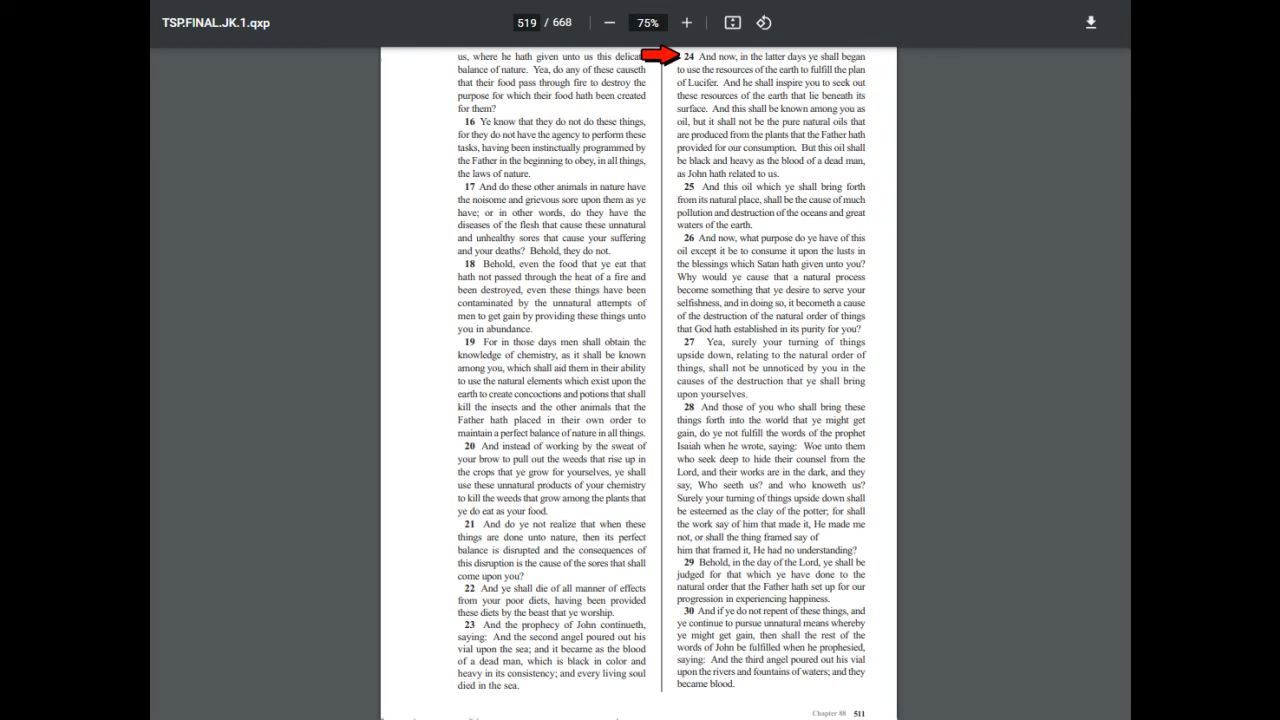 TSP.FINAL.JK.1.qxp
519 / 668
75%
us, where he hath given unto us this delicate
balance of nature. Yea, do any of these causeth
that their food pass through fire to destroy the
purpose for which their food hath been created
for them?
16 Ye know that they do not do these things,
for they do not have the agency to perform these
tasks, having been instinctually programmed by
the Father in the beginning to obey, in all things,
the laws of nature.
17 And do these other animals in nature have
the noisome and grievous sore upon them as ye
have; or in other words, do they have the
diseases of the flesh that cause these unnatural
and unhealthy sores that cause your suffering
and your deaths? Behold, they do not.
18 Behold, even the food that ye eat that
hath not passed through the heat of a fire and
been destroyed, even these things have been
contaminated by the unnatural attempts of
men to get gain by providing these things unto
you in abundance.
19 For in those days men shall obtain the
knowledge of chemistry, as it shall be known
among you, which shall aid them in their ability
to use the natural elements which exist upon the
earth to create concoctions and potions that shall
kill the insects and the other animals that the
Father hath placed in their own order to
maintain a perfect balance of nature in all things.
20 And instead of working by the sweat of
your brow to pull out the weeds that rise up in
the crops that ye grow for yourselves, ye shall
use these unnatural products of your chemistry
to kill the weeds that grow among the plants that
ye do eat as your food.
21 And do ye not realize that when these
things are done unto nature, then its perfect
balance is disrupted and the consequences of
this disruption is the cause of the sores that shall
come upon you?
22 And ye shall die of all manner of effects
from your poor diets, having been provided
these diets by the beast that ye worship.
23 And the prophecy of John continueth,
saying: And the second angel poured out his
vial upon the sea; and it became as the blood
of a dead man, which is black in color and
heavy in its consistency; and every living soul
died in the sea.
24 And now, in the latter days ye shall began
to use the resources of the earth to fulfill the plan
of Lucifer. And he shall inspire you to seek out
these resources of the earth that lie beneath its
surface. And this shall be known among you as
oil, but it shall not be the pure natural oils that
are produced from the plants that the Father hath
provided for our consumption. But this oil shall
be black and heavy as the blood of a dead man,
as John hath related to us.
25 And this oil which ye shall bring forth
from its natural place, shall be the cause of much
pollution and destruction of the oceans and great
waters of the earth.
26 And now, what purpose do ye have of this
oil except it be to consume it upon the lusts in
the blessings which Satan hath given unto you?
Why would ye cause that a natural process
become something that ye desire to serve your
selfishness, and in doing so, it becometh a cause
of the destruction of the natural order of things
that God hath established in its purity for you?
27 Yea, surely your turning of things
upside down, relating to the natural order of
things, shall not be unnoticed by you in the
causes of the destruction that ye shall bring
upon yourselves.
28 And those of you who shall bring these
things forth into the world that ye might get
gain, do ye not fulfill the words of the prophet
Isaiah when he wrote, saying: Woe unto them
who seek deep to hide their counsel from the
Lord, and their works are in the dark, and they
say, Who seeth us? and who knoweth us?
Surely your turning of things upside down shall
be esteemed as the clay of the potter; for shall
the work say of him that made it, He made me
not, or shall the thing framed say of
him that framed it, He had no understanding?
29 Behold, in the day of the Lord, ye shall be
judged for that which ye have done to the
natural order that the Father hath set up for our
progression in experiencing happiness.
30 And if ye do not repent of these things, and
ye continue to pursue unnatural means whereby
ye might get gain, then shall the rest of the
words of John be fulfilled when he prophesied,
saying: And the third angel poured out his vial
upon the rivers and fountains of waters; and they
became blood.
Chapter 88 511